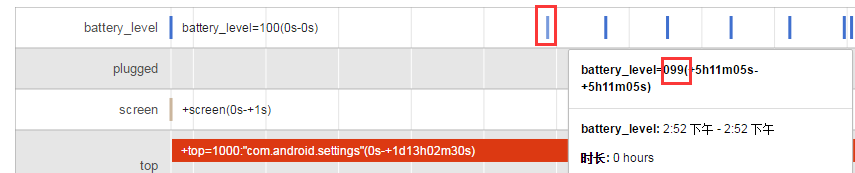 battery_level
battery_level=100(0s-0s)
plugged
battery_level=099(+5h11m05s-
+5h11m05s)
screen
+screen(0s-+1s)
battery_level: 2:52 下午 - 2:52 下午
+top=1000:"com.android.settings"(0s-+1d13h02m30s)
top
时长: 0 hours